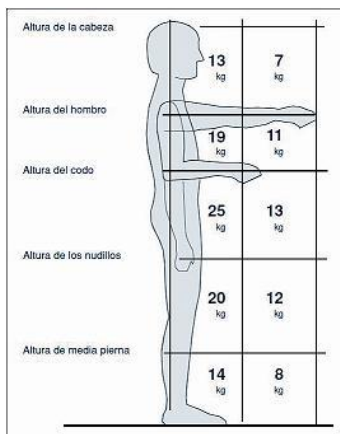 Altura de la cabeza
13 7
kg kg
Altura del hombro
19 11
kg kg
Altura del codo
25 13
kg kg
Altura de los nudillos
20 12
kg kg
Altura de media pierna
14 8
kg kg